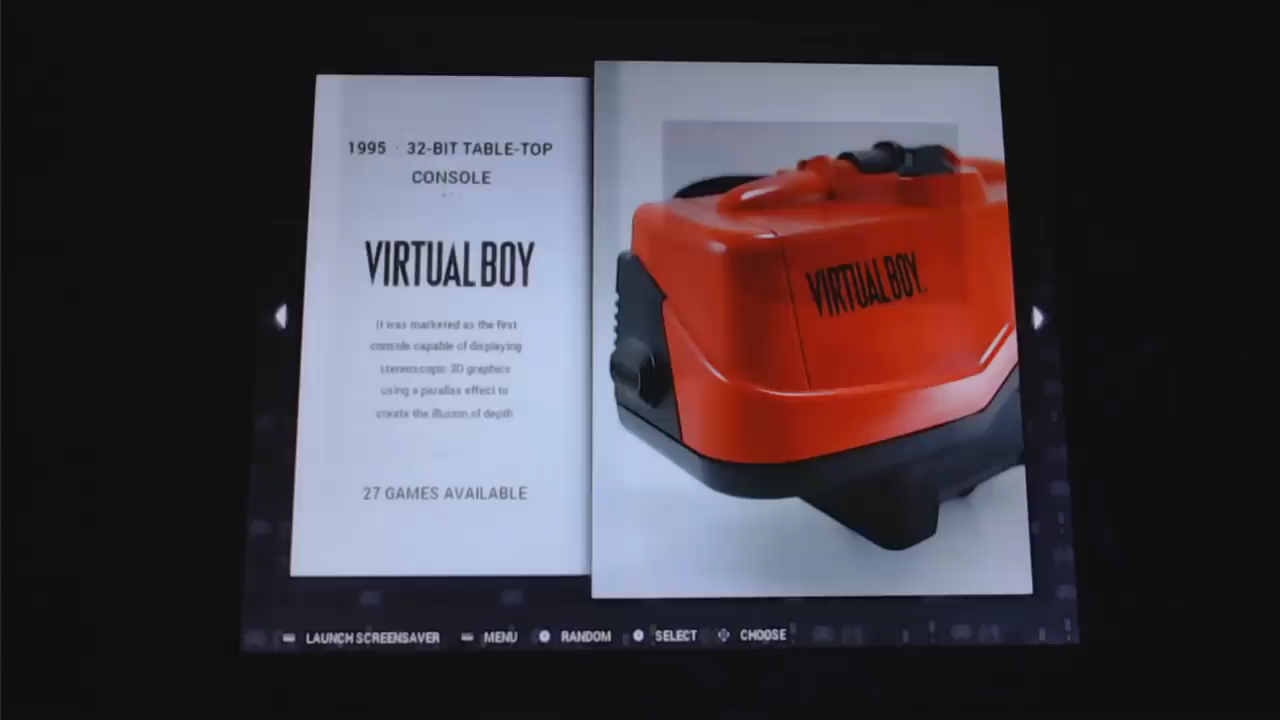 1995 · 32-BIT TABLE-TOP
CONSOLE
VIRTUAL BOY
It was marketed as the first
console capable of displaying
stereoscopic 3D graphics
using a parallax effect to
create the illusion of depth
27 GAMES AVAILABLE
VIRTUAL BOY
LAUNCH SCREENSAVER MENU RANDOM SELECT CHOOSE